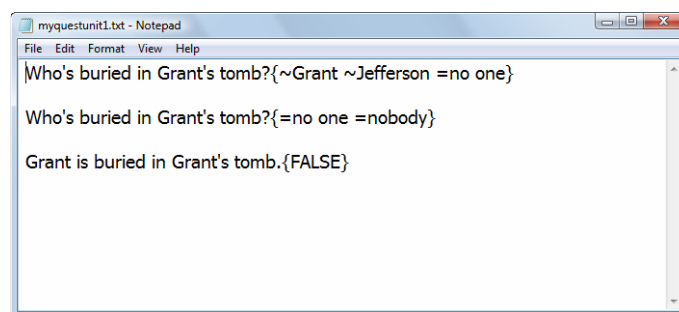 myquestunit1.txt - Notepad
File Edit Format View Help
Who's buried in Grant's tomb?{~Grant ~Jefferson =no one}
Who's buried in Grant's tomb?{=no one =nobody}
Grant is buried in Grant's tomb.{FALSE}